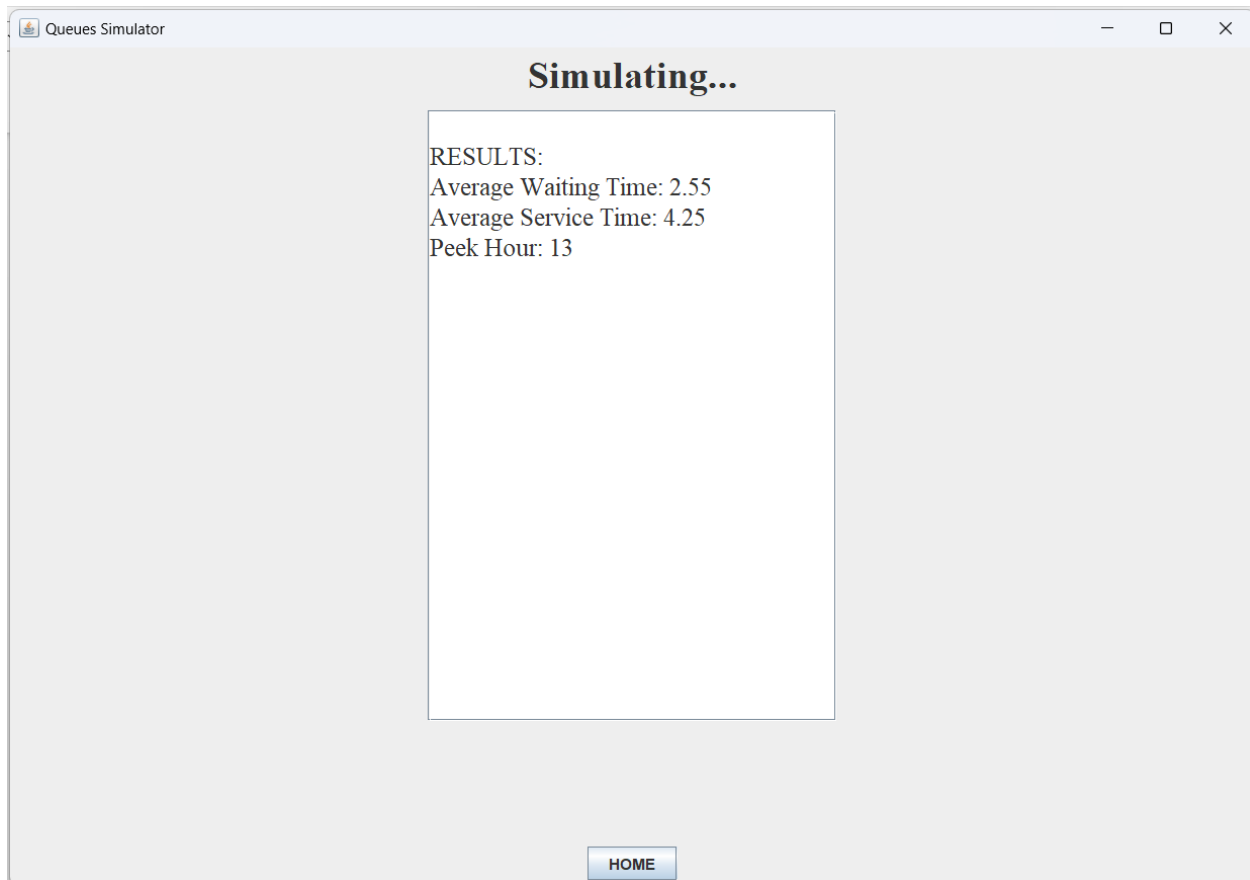 Queues Simulator
Simulating...
RESULTS:
Average Waiting Time: 2.55
Average Service Time: 4.25
Peek Hour: 13
HOME